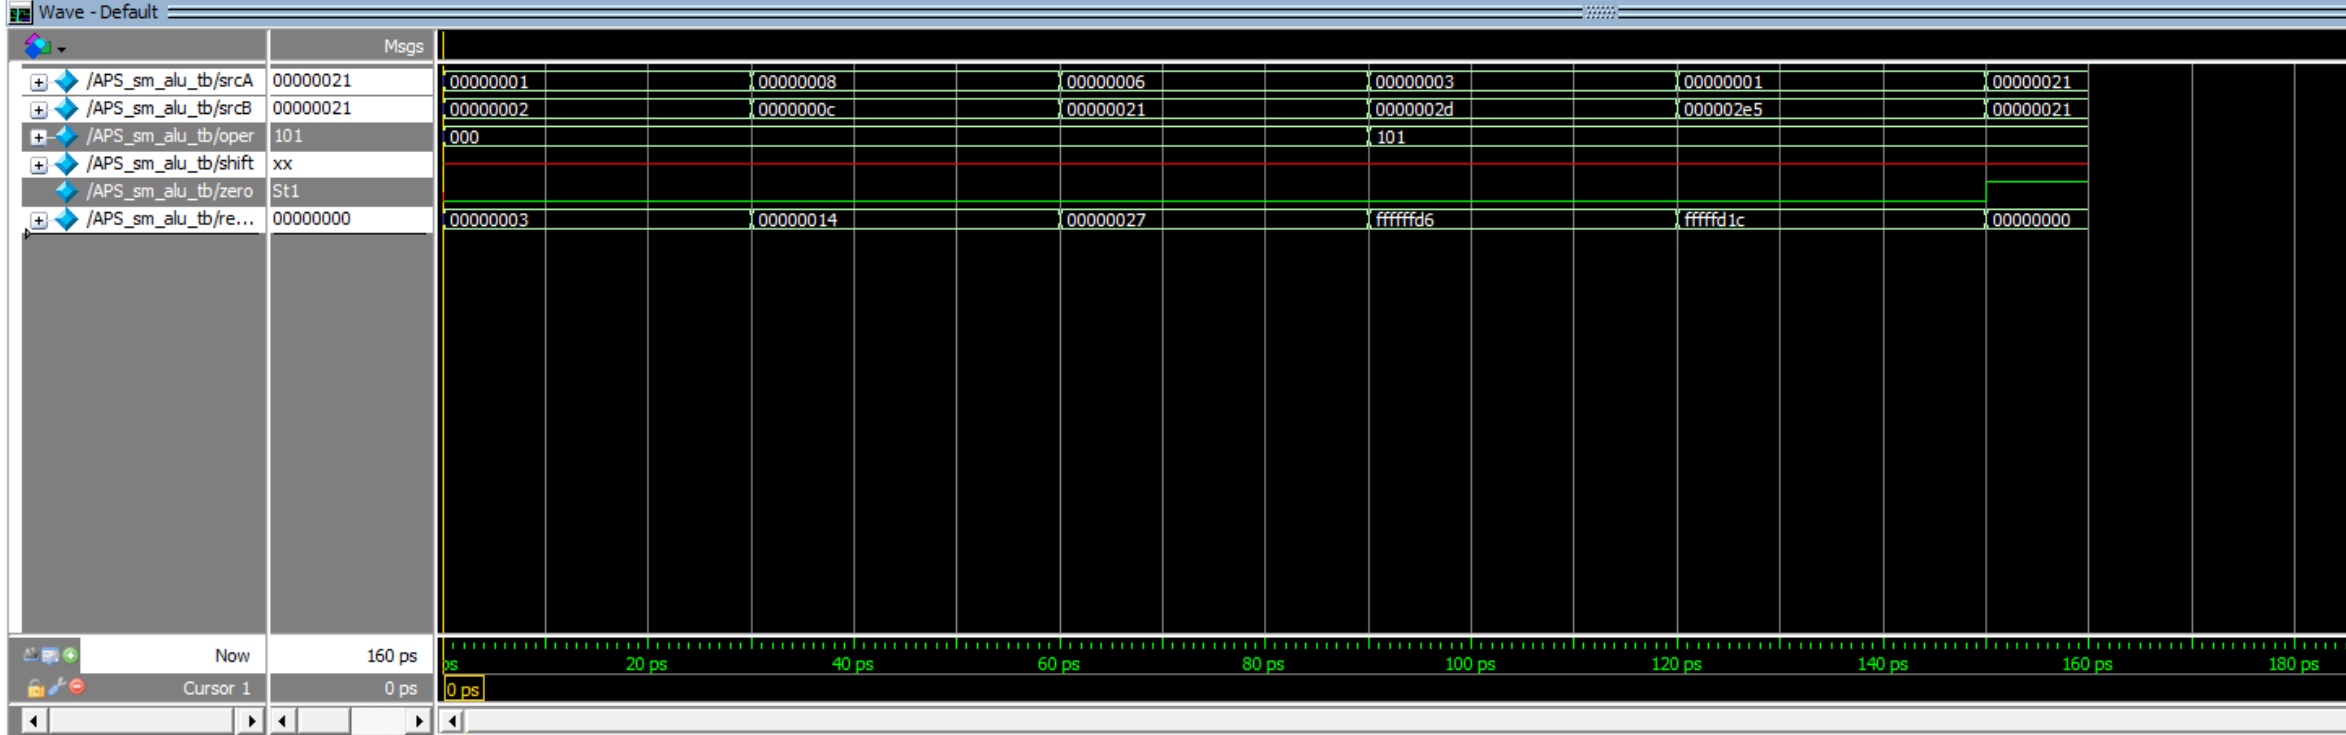 Wave - Default
Msgs
/APS_sm_alu_tb/srcA 00000021 00000001 00000008 00000006 00000003 00000001 00000021
/APS_sm_alu_tb/srcB 00000021 00000002 0000000c 00000021 0000002d 000002e5 00000021
/APS_sm_alu_tb/oper 101 000 101
/APS_sm_alu_tb/shift xx
/APS_sm_alu_tb/zero St1
/APS_sm_alu_tb/re... 00000000 00000003 00000014 00000027 ffffffd6 fffffd1c 00000000
Now 160 ps ps 20 ps 40 ps 60 ps 80 ps 100 ps 120 ps 140 ps 160 ps 180 ps
Cursor 1 0 ps 0 ps